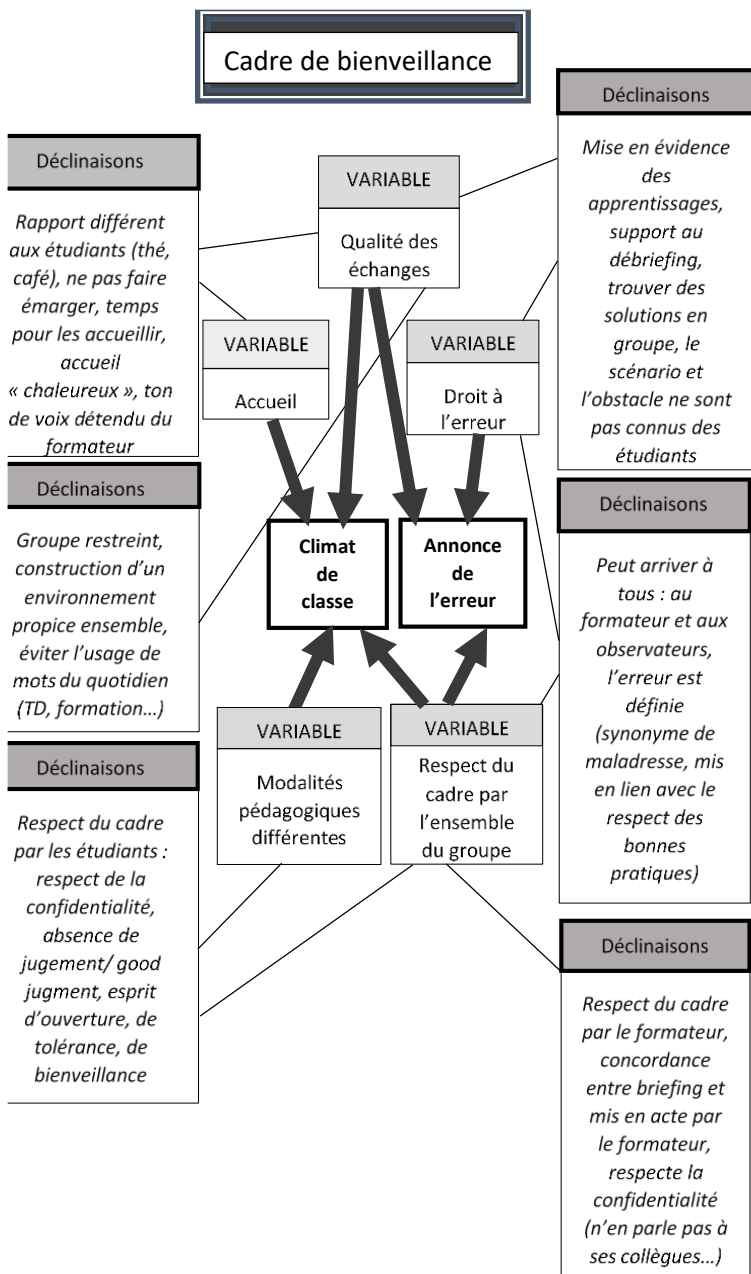 Cadre de bienveillance
Déclinaisons
Rapport différent
aux étudiants (thé,
café), ne pas faire
émarger, temps
pour les accueillir,
accueil
« chaleureux », ton
de voix détendu du
formateur
Déclinaisons
Groupe restreint,
construction d'un
environnement
propice ensemble,
éviter l'usage de
mots du quotidien
(TD, formation...)
Déclinaisons
Respect du cadre
par les étudiants :
respect de la
confidentialité,
absence de
jugement/ good
jugment, esprit
d'ouverture, de
tolérance, de
bienveillance
VARIABLE
Qualité des
échanges
VARIABLE
Accueil
VARIABLE
Droit à
l'erreur
Climat
de
classe
Annonce
de
l'erreur
VARIABLE
Modalités
pédagogiques
différentes
VARIABLE
Respect du
cadre par
l'ensemble
du groupe
Déclinaisons
Mise en évidence
des
apprentissages,
support au
débriefing,
trouver des
solutions en
groupe, le
scénario et
l'obstacle ne sont
pas connus des
étudiants
Déclinaisons
Peut arriver à
tous : au
formateur et aux
observateurs,
l'erreur est
définie
(synonyme de
maladresse, mis
en lien avec le
respect des
bonnes
pratiques)
Déclinaisons
Respect du cadre
par le formateur,
concordance
entre briefing et
mis en acte par
le formateur,
respecte la
confidentialité
(n'en parle pas à
ses collègues...)